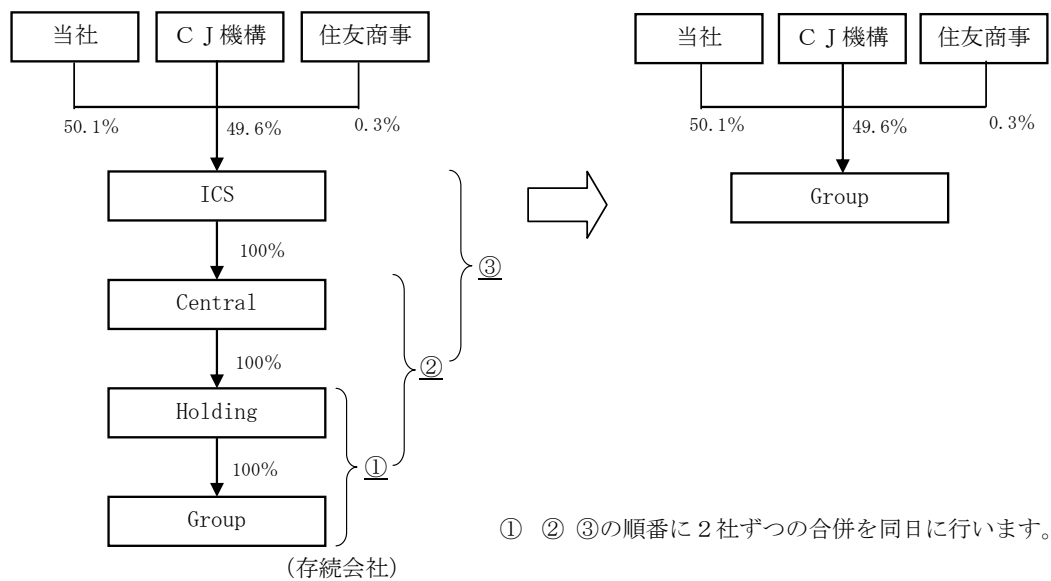 当社 ＣＪ機構 住友商事
50.1% 49.6% 0.3%
ICS
100%
Central
100%
Holding
100%
Group
（存続会社）
①
②
③
当社 ＣＪ機構 住友商事
50.1% 49.6% 0.3%
Group
① ② ③の順番に２社ずつの合併を同日に行います。